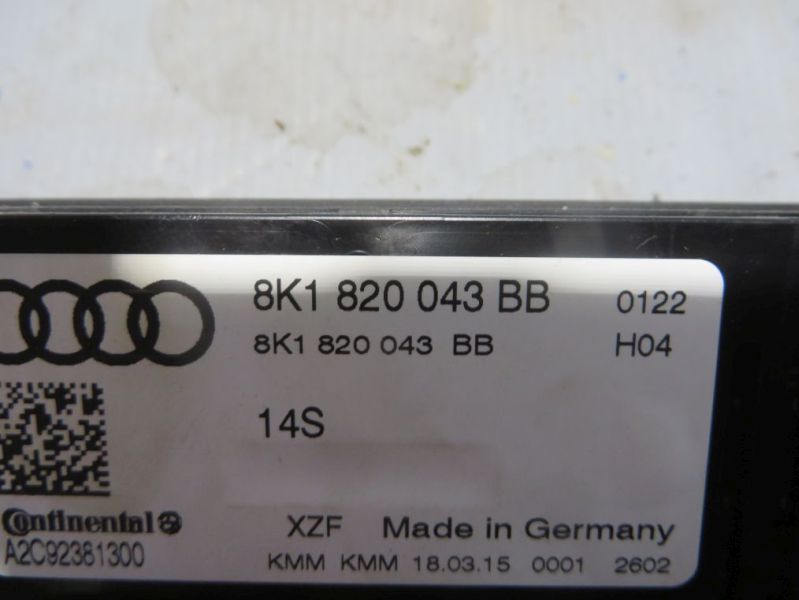 8K1 820 043 BB 0122
8K1 820 043 BB H04
14S
Continental XZF Made in Germany
A2C92381300 KMM KMM 18.03.15 0001 2602